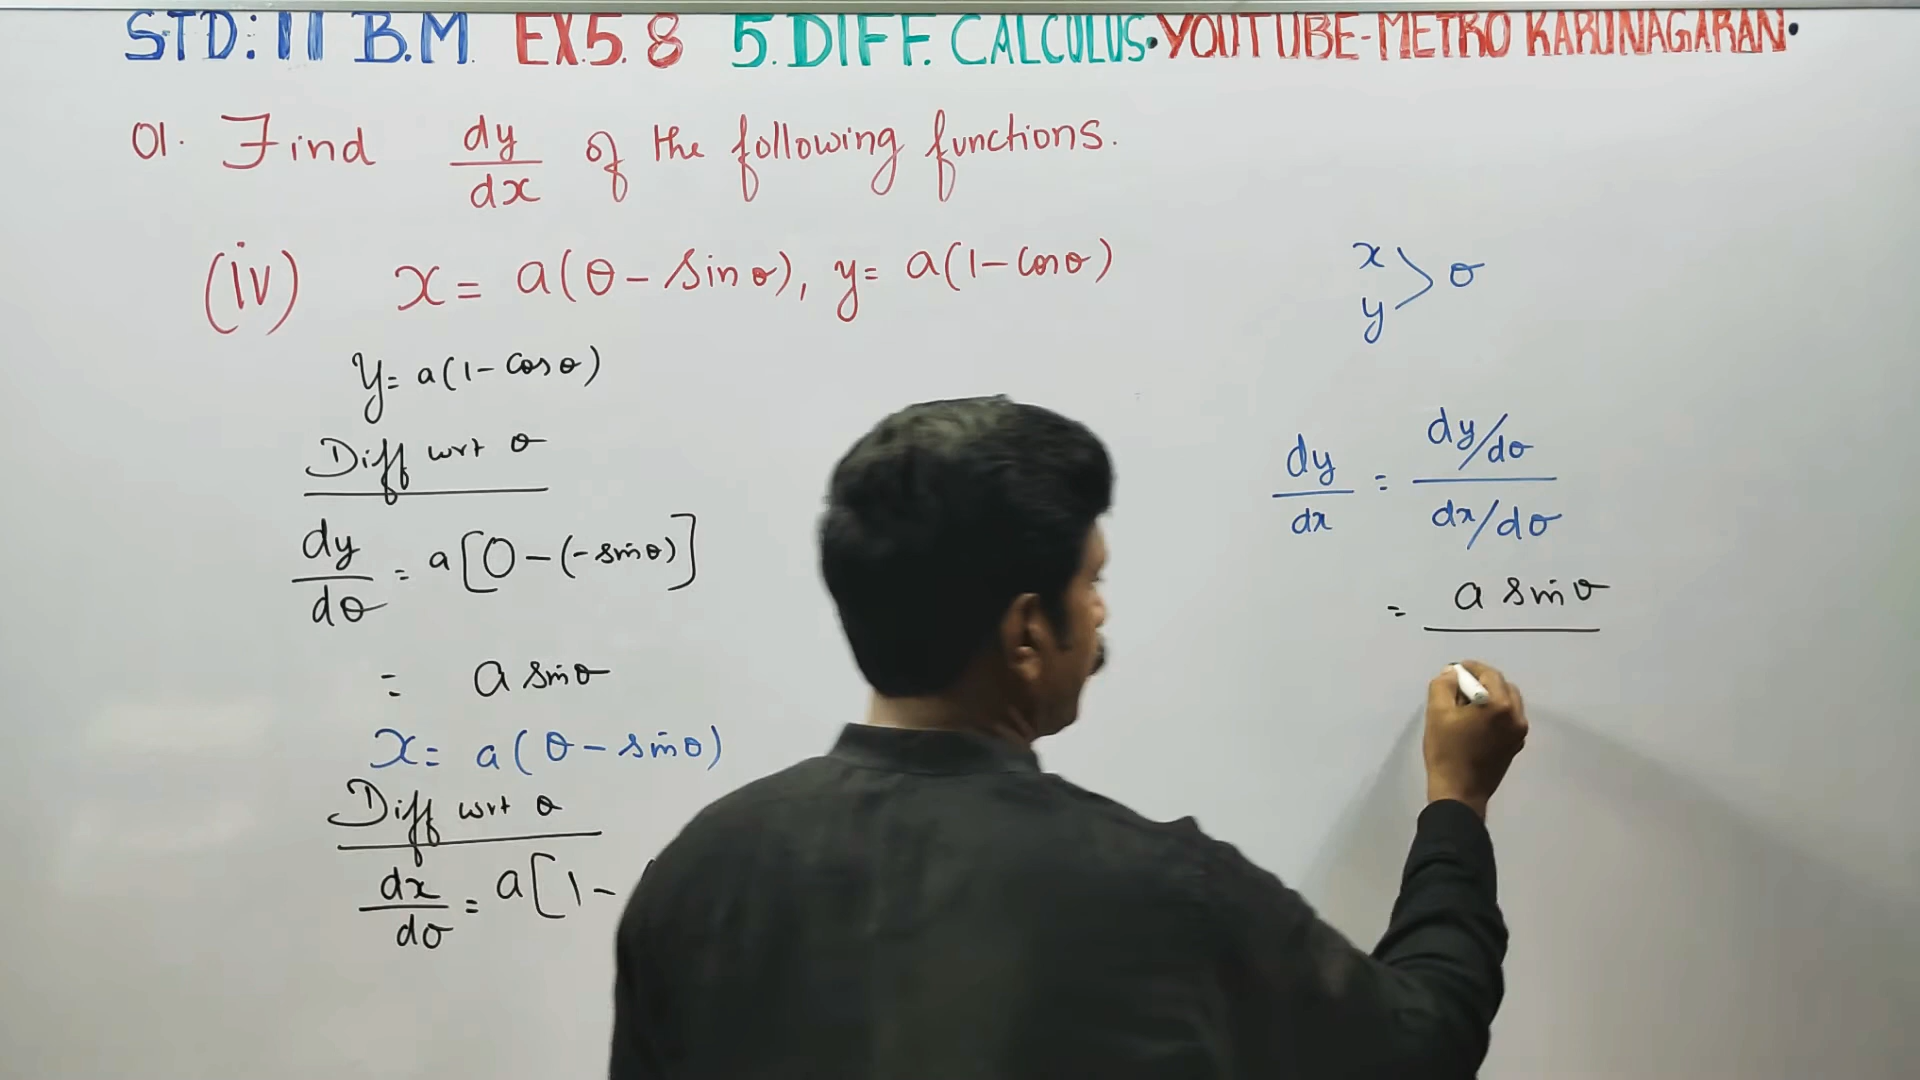 STD: 11 B.M. EX 5.8 5. DIFF. CALCULUS · YOUTUBE-METRO KARUNAGARAN ·
01. Find dy/dx of the following functions.
(iv) x = a(θ - sin θ), y = a(1 - cos θ)
y = a(1 - cos θ)
Diff wrt θ
dy/dθ = a[0 - (-sin θ)]
= a sin θ
x = a(θ - sin θ)
Diff wrt θ
dx/dθ = a[1 -
x
y > θ
dy/dx = dy/dθ / dx/dθ
= a sin θ